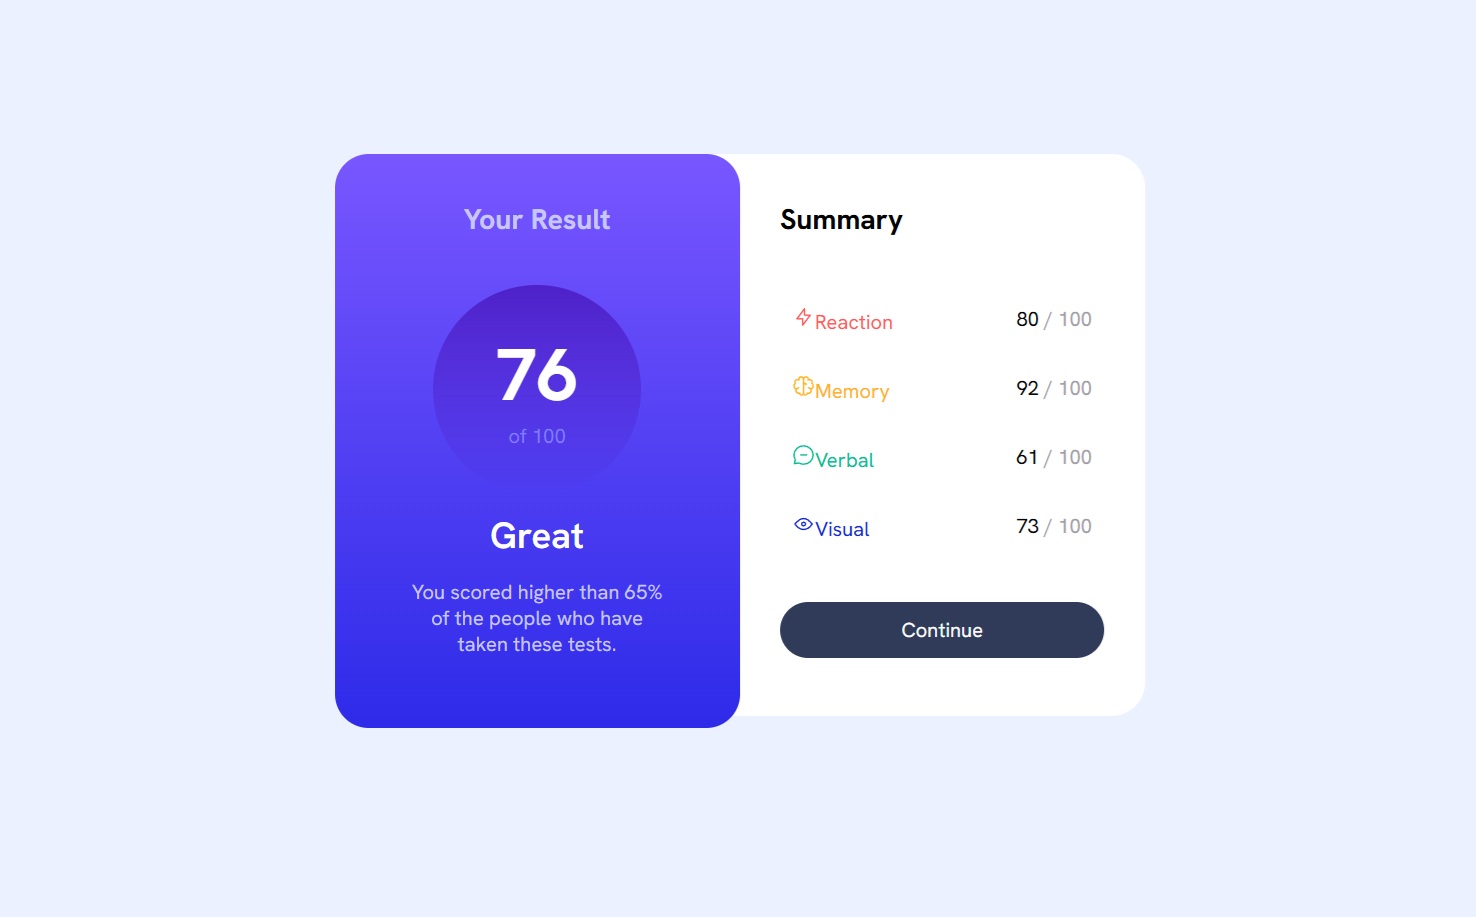 Your Result
76
of 100
Great
You scored higher than 65%
of the people who have
taken these tests.
Summary
Reaction 80 / 100
Memory 92 / 100
Verbal 61 / 100
Visual 73 / 100
Continue